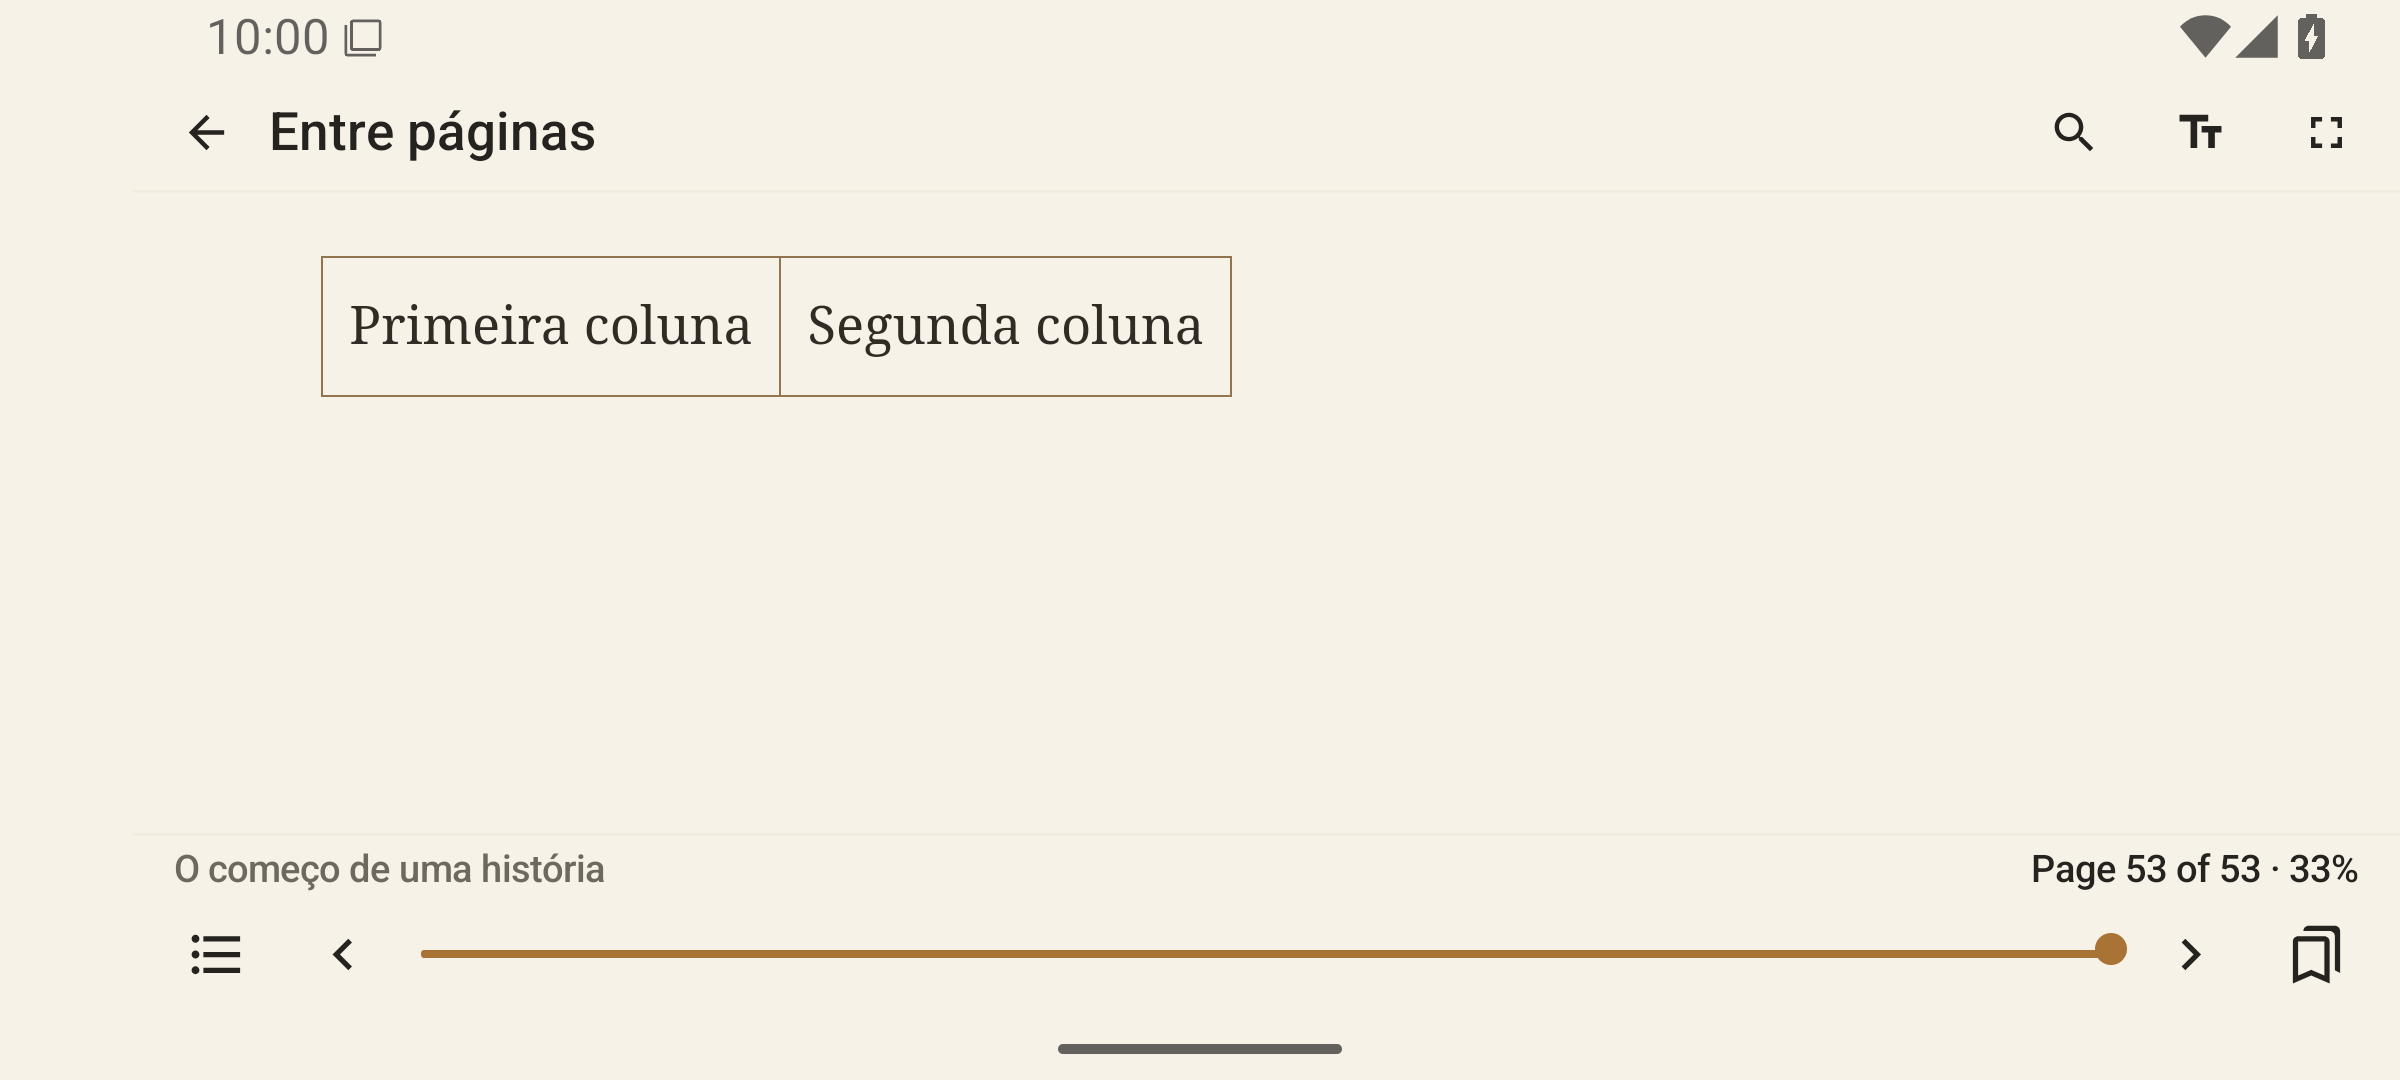 10:00
Entre páginas
Primeira coluna Segunda coluna
O começo de uma história
Page 53 of 53 · 33%